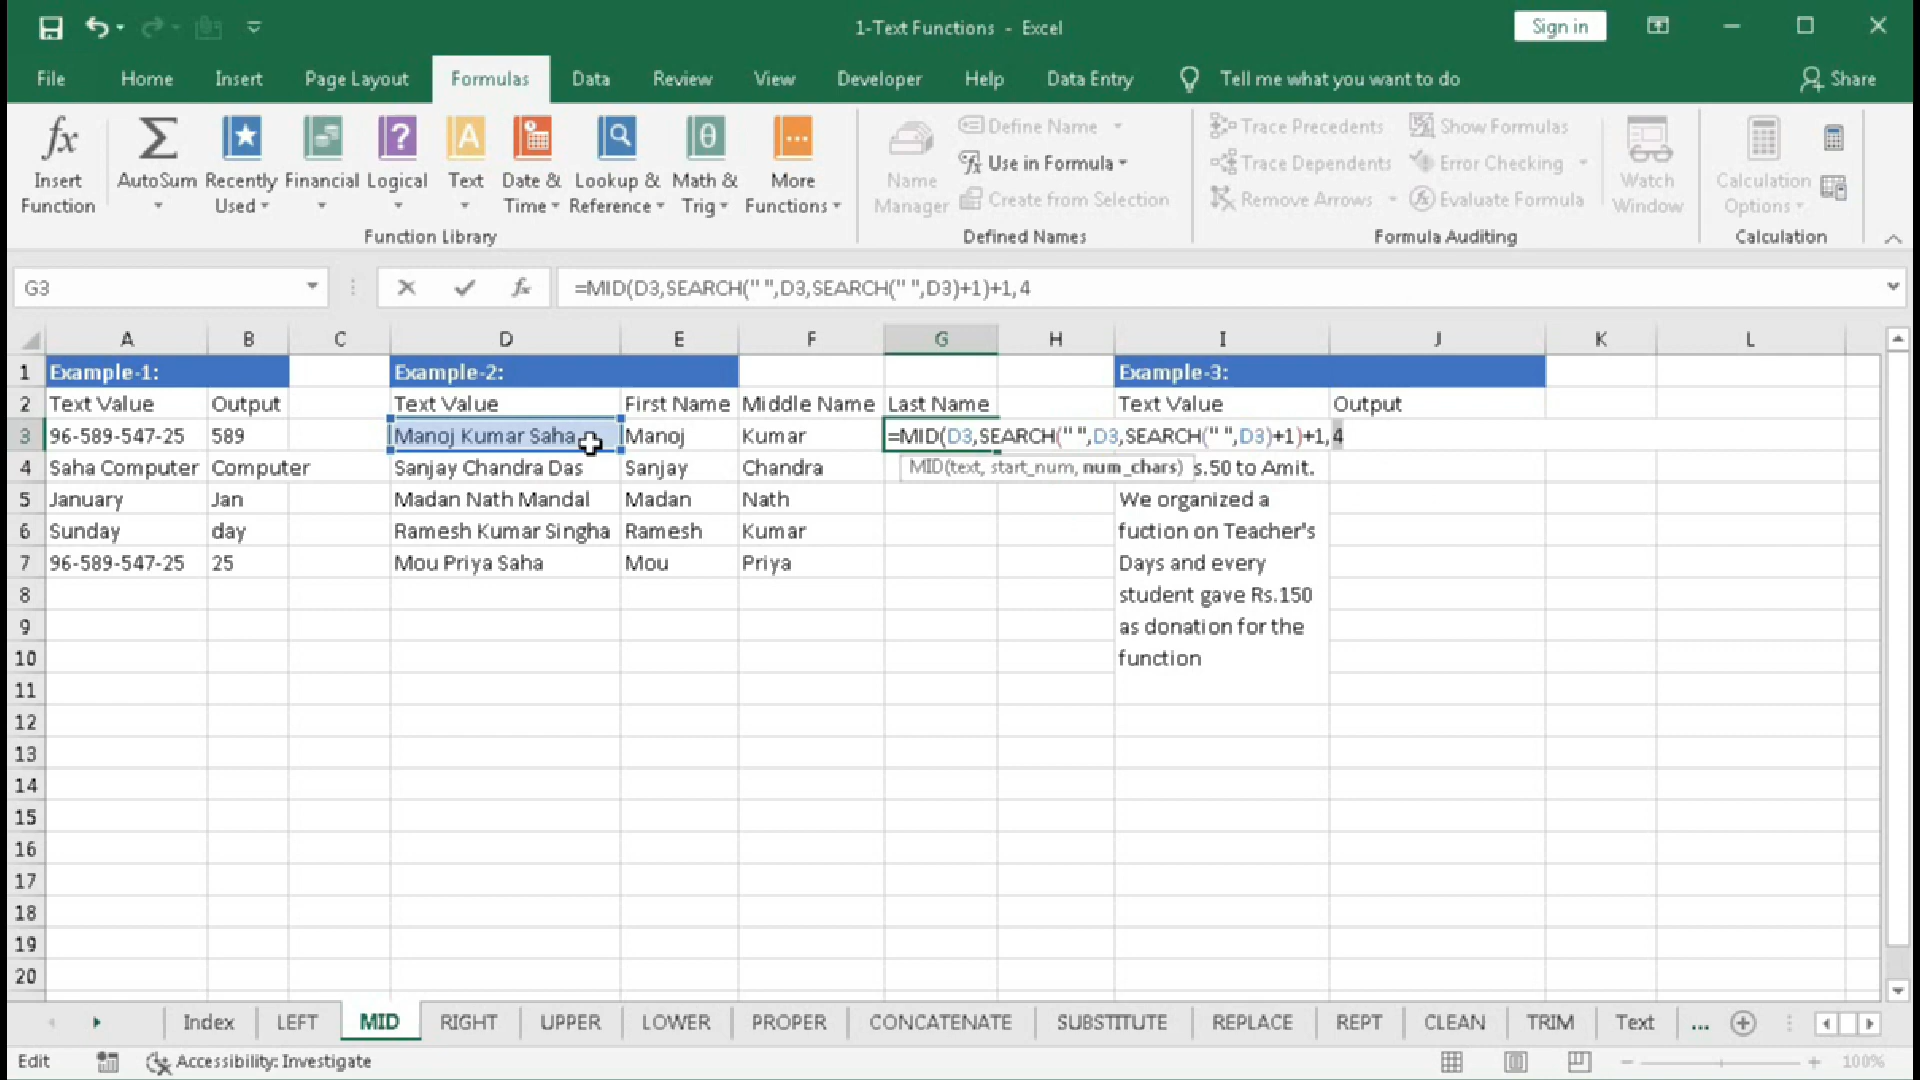 1-Text Functions - Excel
Sign in
File Home Insert Page Layout Formulas Data Review View Developer Help Data Entry Tell me what you want to do Share
fx Insert Function
AutoSum
Recently Used
Financial
Logical
Text
Date & Time
Lookup & Reference
Math & Trig
More Functions
Function Library
Name Manager
Define Name
Use in Formula
Create from Selection
Defined Names
Trace Precedents
Trace Dependents
Remove Arrows
Show Formulas
Error Checking
Evaluate Formula
Formula Auditing
Watch Window
Calculation Options
Calculation
G3 fx =MID(D3,SEARCH(" ",D3,SEARCH(" ",D3)+1)+1,4
A B C D E F G H I J K L
1 Example-1: Example-2: Example-3:
2 Text Value Output Text Value First Name Middle Name Last Name Text Value Output
3 96-589-547-25 589 Manoj Kumar Saha Manoj Kumar =MID(D3,SEARCH(" ",D3,SEARCH(" ",D3)+1)+1,4
4 Saha Computer Computer Sanjay Chandra Das Sanjay Chandra MID(text, start_num, num_chars) s.50 to Amit.
5 January Jan Madan Nath Mandal Madan Nath We organized a
6 Sunday day Ramesh Kumar Singha Ramesh Kumar fuction on Teacher's
7 96-589-547-25 25 Mou Priya Saha Mou Priya Days and every
8 student gave Rs.150
9 as donation for the
10 function
11
12
13
14
15
16
17
18
19
20
Index LEFT MID RIGHT UPPER LOWER PROPER CONCATENATE SUBSTITUTE REPLACE REPT CLEAN TRIM Text ...
Edit Accessibility: Investigate 100%